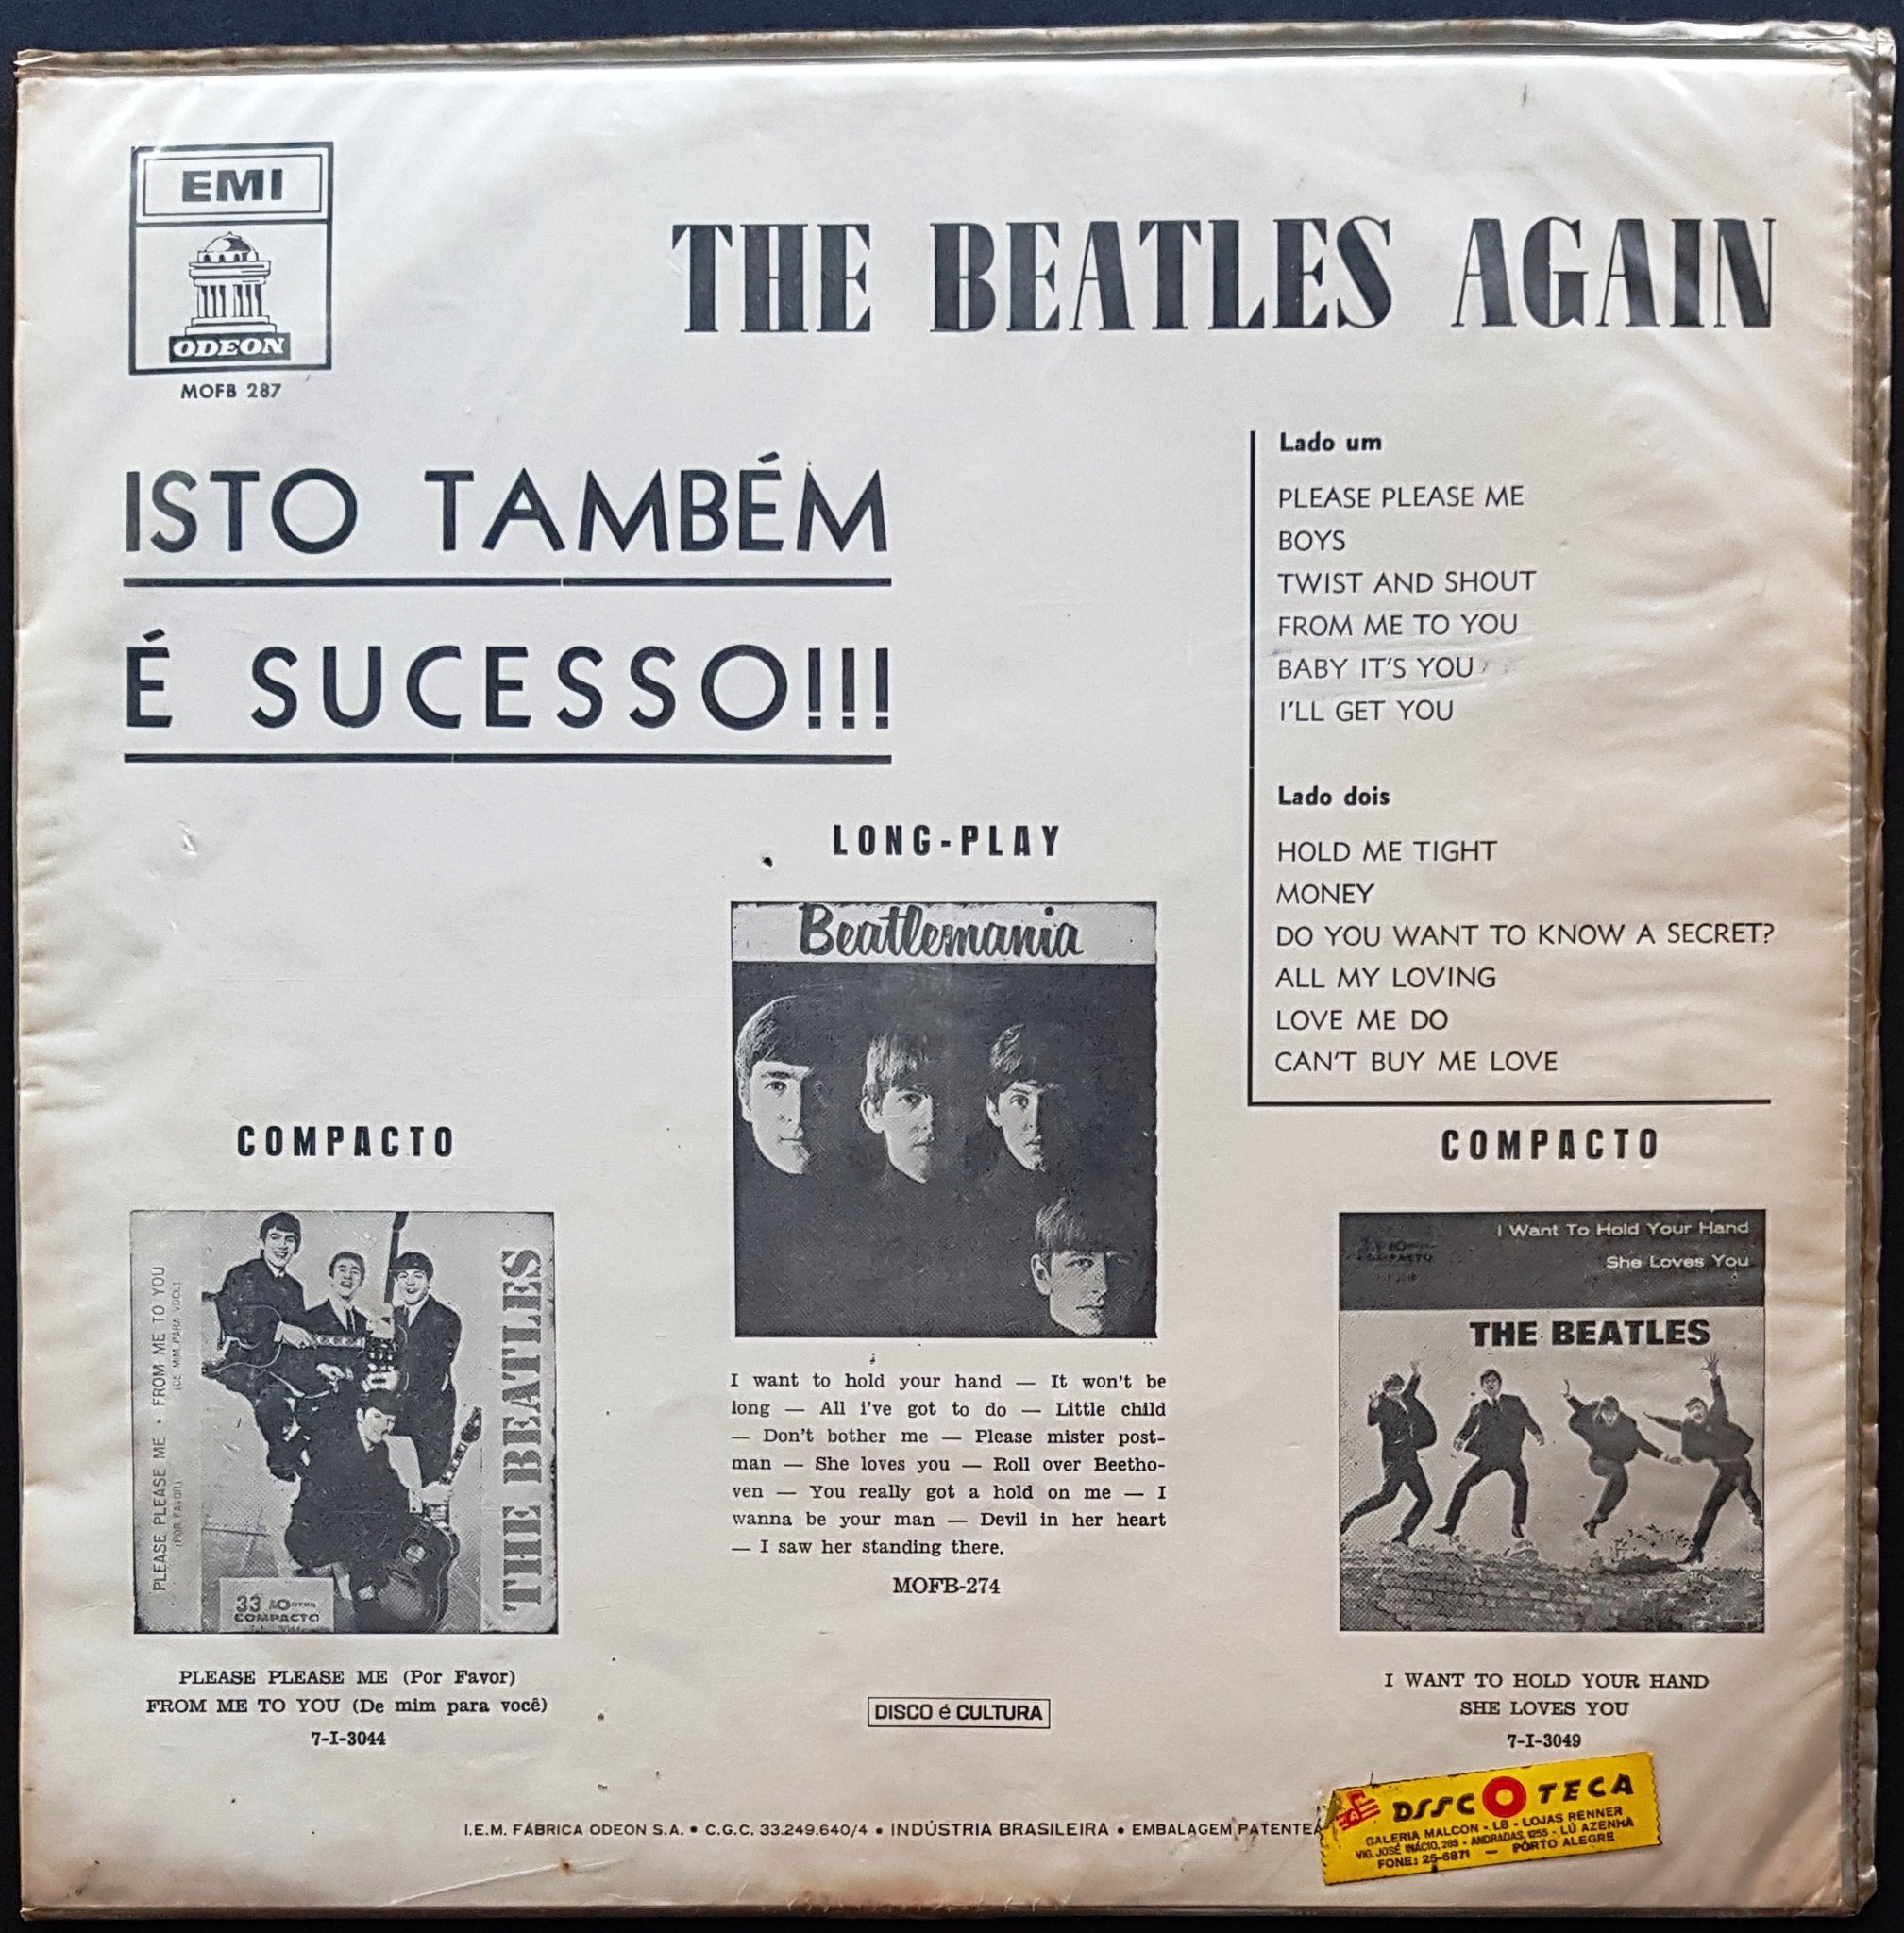 EMI
ODEON
MOFB 287
THE BEATLES AGAIN
ISTO TAMBÉM
É SUCESSO!!!
Lado um
PLEASE PLEASE ME
BOYS
TWIST AND SHOUT
FROM ME TO YOU
BABY IT'S YOU
I'LL GET YOU
Lado dois
HOLD ME TIGHT
MONEY
DO YOU WANT TO KNOW A SECRET?
ALL MY LOVING
LOVE ME DO
CAN'T BUY ME LOVE
COMPACTO
PLEASE PLEASE ME • FROM ME TO YOU
(POR FAVOR) (DE MIM PARA VOCÊ)
THE BEATLES
33
COMPACTO
PLEASE PLEASE ME (Por Favor)
FROM ME TO YOU (De mim para você)
7-I-3044
LONG-PLAY
Beatlemania
I want to hold your hand — It won't be
long — All i've got to do — Little child
— Don't bother me — Please mister post-
man — She loves you — Roll over Beetho-
ven — You really got a hold on me — I
wanna be your man — Devil in her heart
— I saw her standing there.
MOFB-274
DISCO é CULTURA
COMPACTO
I Want To Hold Your Hand
She Loves You
THE BEATLES
I WANT TO HOLD YOUR HAND
SHE LOVES YOU
7-I-3049
I.E.M. FÁBRICA ODEON S.A. • C.G.C. 33.249.640/4 • INDÚSTRIA BRASILEIRA • EMBALAGEM PATENTEA
DISCOTECA
GALERIA MALCON - LB - LOJAS RENNER
VIG. JOSÉ INÁCIO, 285 - ANDRADAS, 1255 - LÚ AZENHA
FONE: 25-6871 — PÔRTO ALEGRE